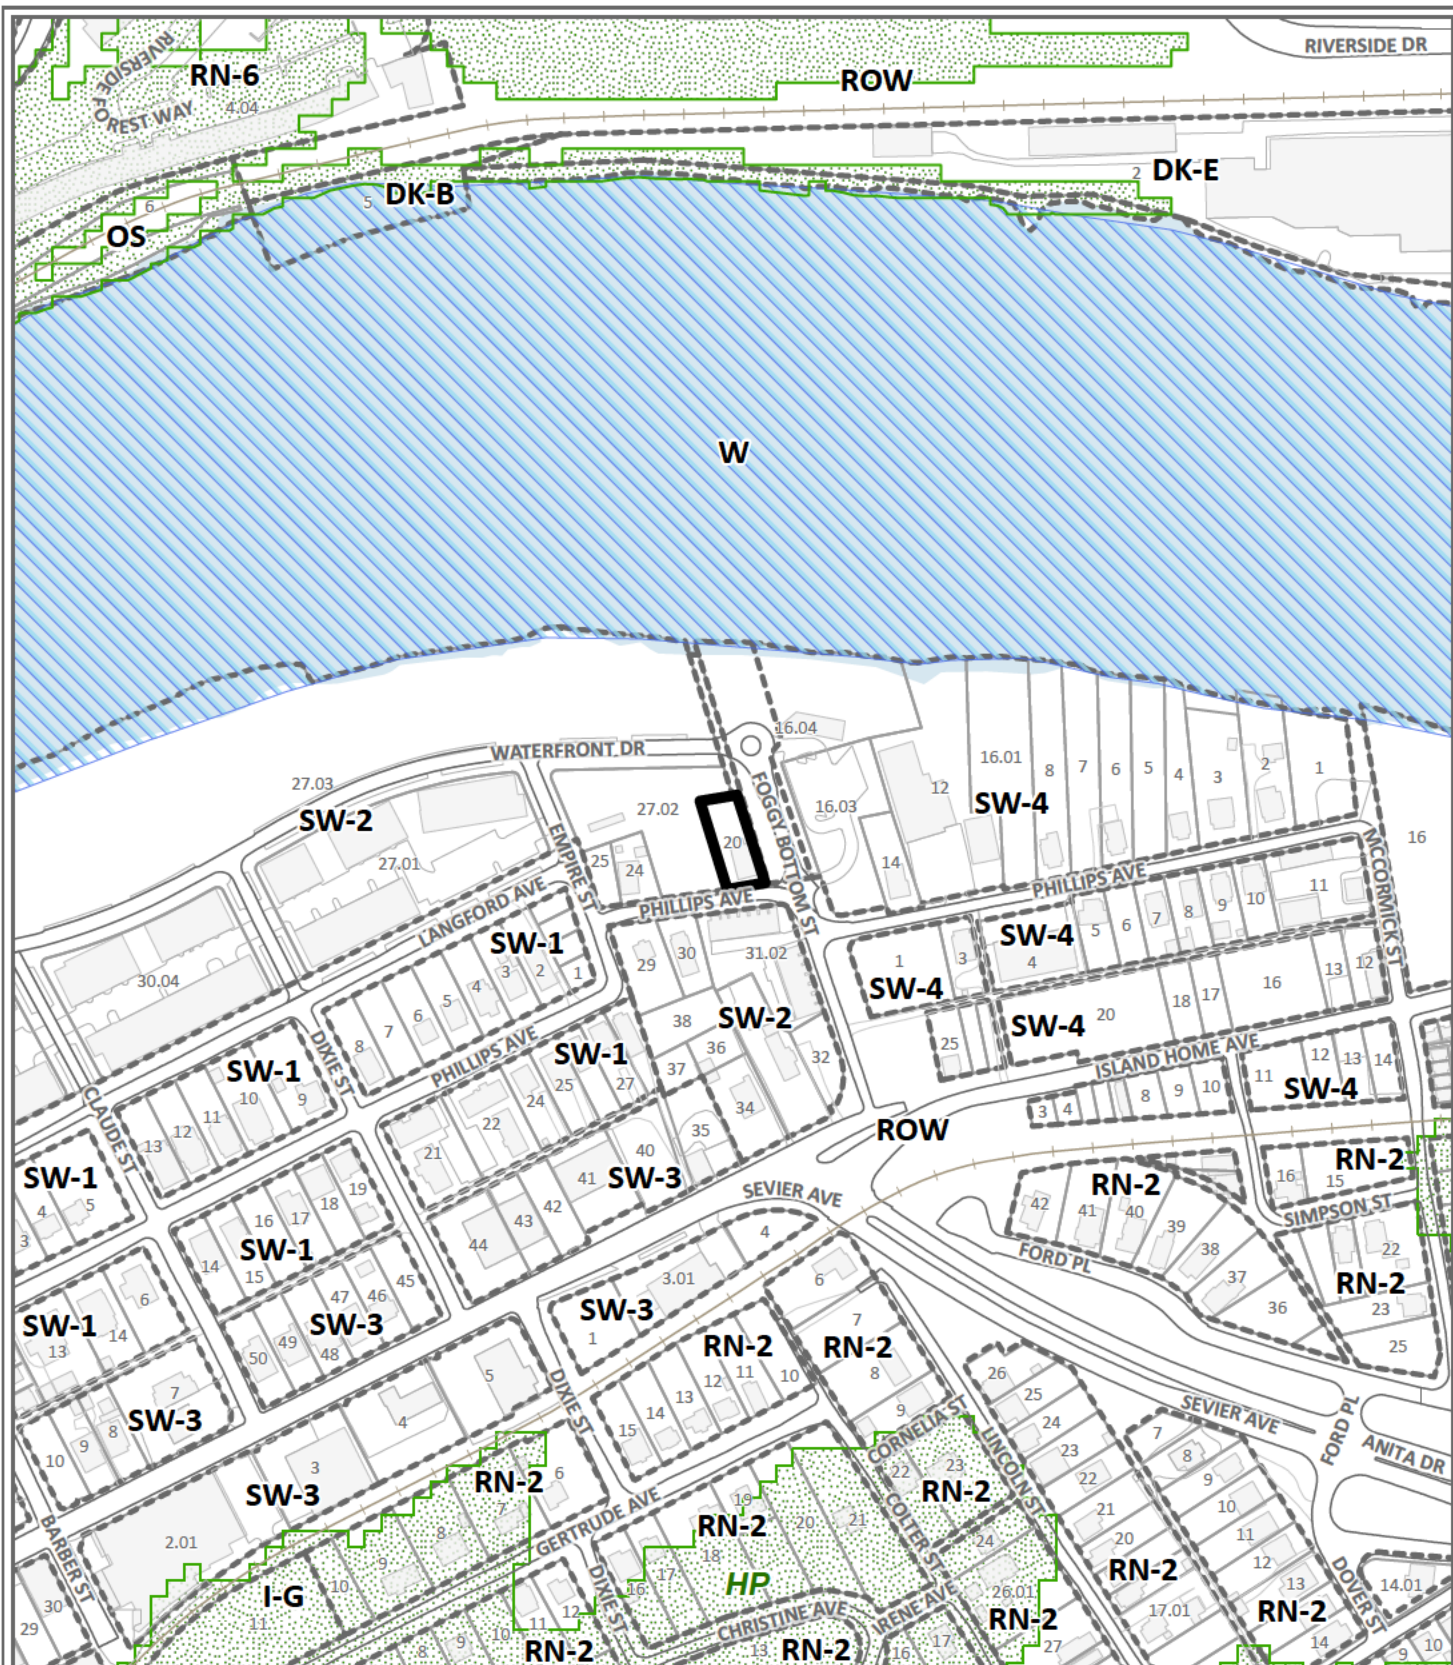 RIVERSIDE DR
RN-6
RIVERSIDE FOREST WAY
4.04
ROW
DK-E
2
DK-B
5
6
OS
W
WATERFRONT DR
16.04
27.03
SW-2
27.02
FOGGY BOTTOM ST
16.03
12
16.01
SW-4
8
7
6
5
4
3
2
1
16
27.01
EMPIRE ST
25
24
20
14
PHILLIPS AVE
MCCORMICK ST
LANGFORD AVE
PHILLIPS AVE
SW-1
3
2
1
29
30
31.02
1
3
SW-4
SW-4
4
5
6
7
8
9
10
11
30.04
8
7
6
5
4
38
SW-2
36
37
32
SW-4
20
18
17
16
13
12
25
DIXIE ST
PHILLIPS AVE
SW-1
25
24
27
22
21
34
35
40
ISLAND HOME AVE
3
4
8
9
10
11
12
13
14
SW-4
SW-1
10
9
11
12
13
CLAUDE ST
ROW
SW-1
4
5
3
SW-3
41
42
43
44
SEVIER AVE
RN-2
42
41
40
39
38
37
36
FORD PL
16
15
RN-2
SIMPSON ST
22
RN-2
23
25
19
18
17
16
SW-1
14
15
4
3.01
SW-3
1
6
7
RN-2
8
9
6
SW-1
14
13
45
46
47
SW-3
48
49
50
RN-2
10
11
12
13
14
15
26
25
24
23
22
21
20
SEVIER AVE
FORD PL
ANITA DR
7
SW-3
8
9
10
5
4
DIXIE ST
3
SW-3
2.01
BARBER ST
30
29
RN-2
7
6
8
9
10
I-G
11
GERTRUDE AVE
CORNELIA ST
LINCOLN ST
22
23
RN-2
COLTER ST
24
26.01
19
RN-2
20
21
18
17
16
HP
DIXIE ST
11
12
10
9
8
RN-2
CHRISTINE AVE
13
RN-2
IRENE AVE
16
17
RN-2
27
RN-2
17.01
7
8
9
10
11
12
13
RN-2
14
DOVER ST
14.01
9
10